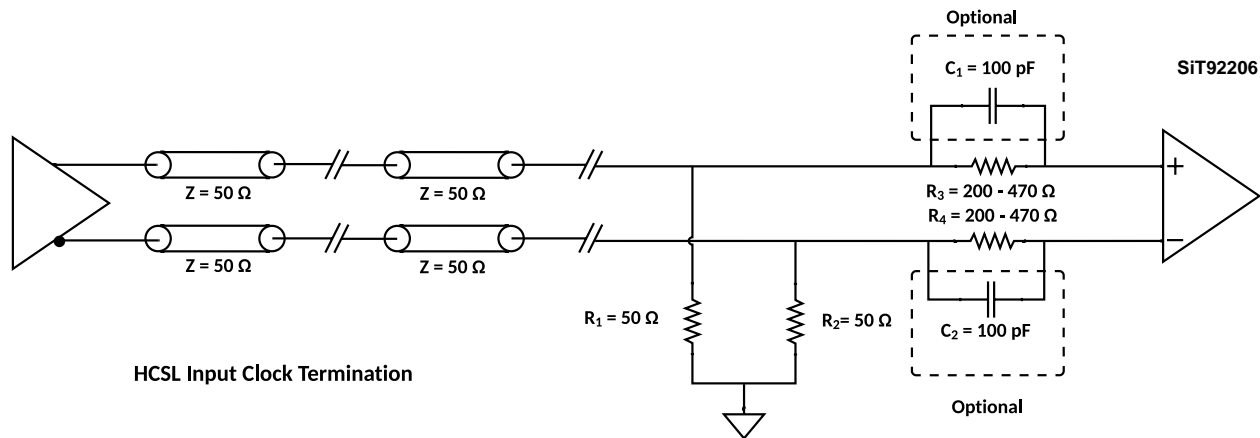 Optional
C₁ = 100 pF
SiT92206
Z = 50 Ω
Z = 50 Ω
+
R₃ = 200 - 470 Ω
R₄ = 200 - 470 Ω
−
Z = 50 Ω
Z = 50 Ω
R₁ = 50 Ω
R₂= 50 Ω
C₂ = 100 pF
HCSL Input Clock Termination
Optional